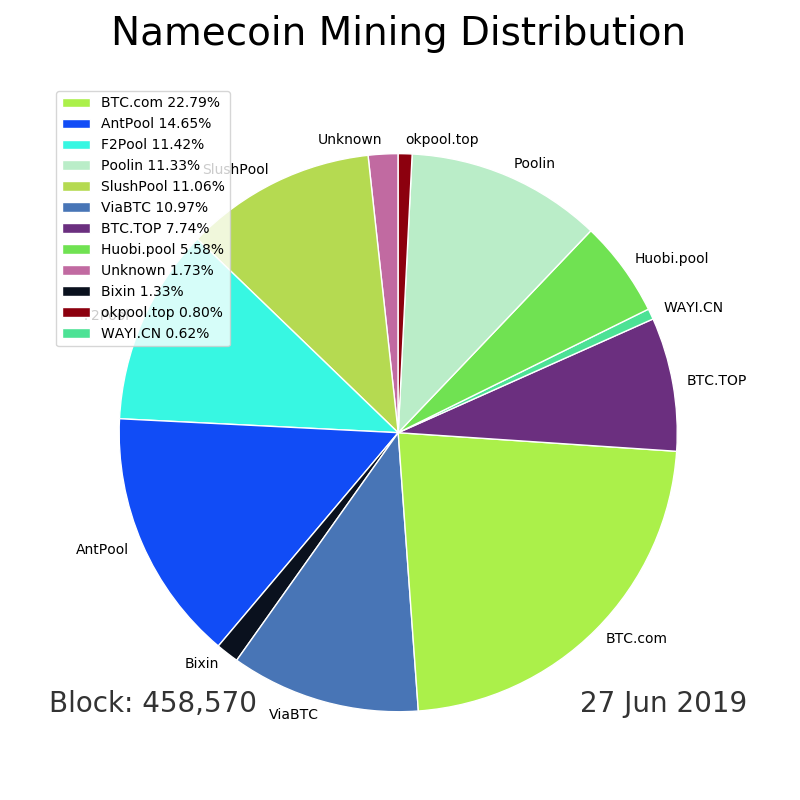 Namecoin Mining Distribution
BTC.com 22.79%
AntPool 14.65%
F2Pool 11.42%
Poolin 11.33%
SlushPool 11.06%
ViaBTC 10.97%
BTC.TOP 7.74%
Huobi.pool 5.58%
Unknown 1.73%
Bixin 1.33%
okpool.top 0.80%
WAYI.CN 0.62%
Unknown
okpool.top
Poolin
SlushPool
Huobi.pool
WAYI.CN
F2Pool
BTC.TOP
AntPool
BTC.com
Bixin
ViaBTC
Block: 458,570
27 Jun 2019